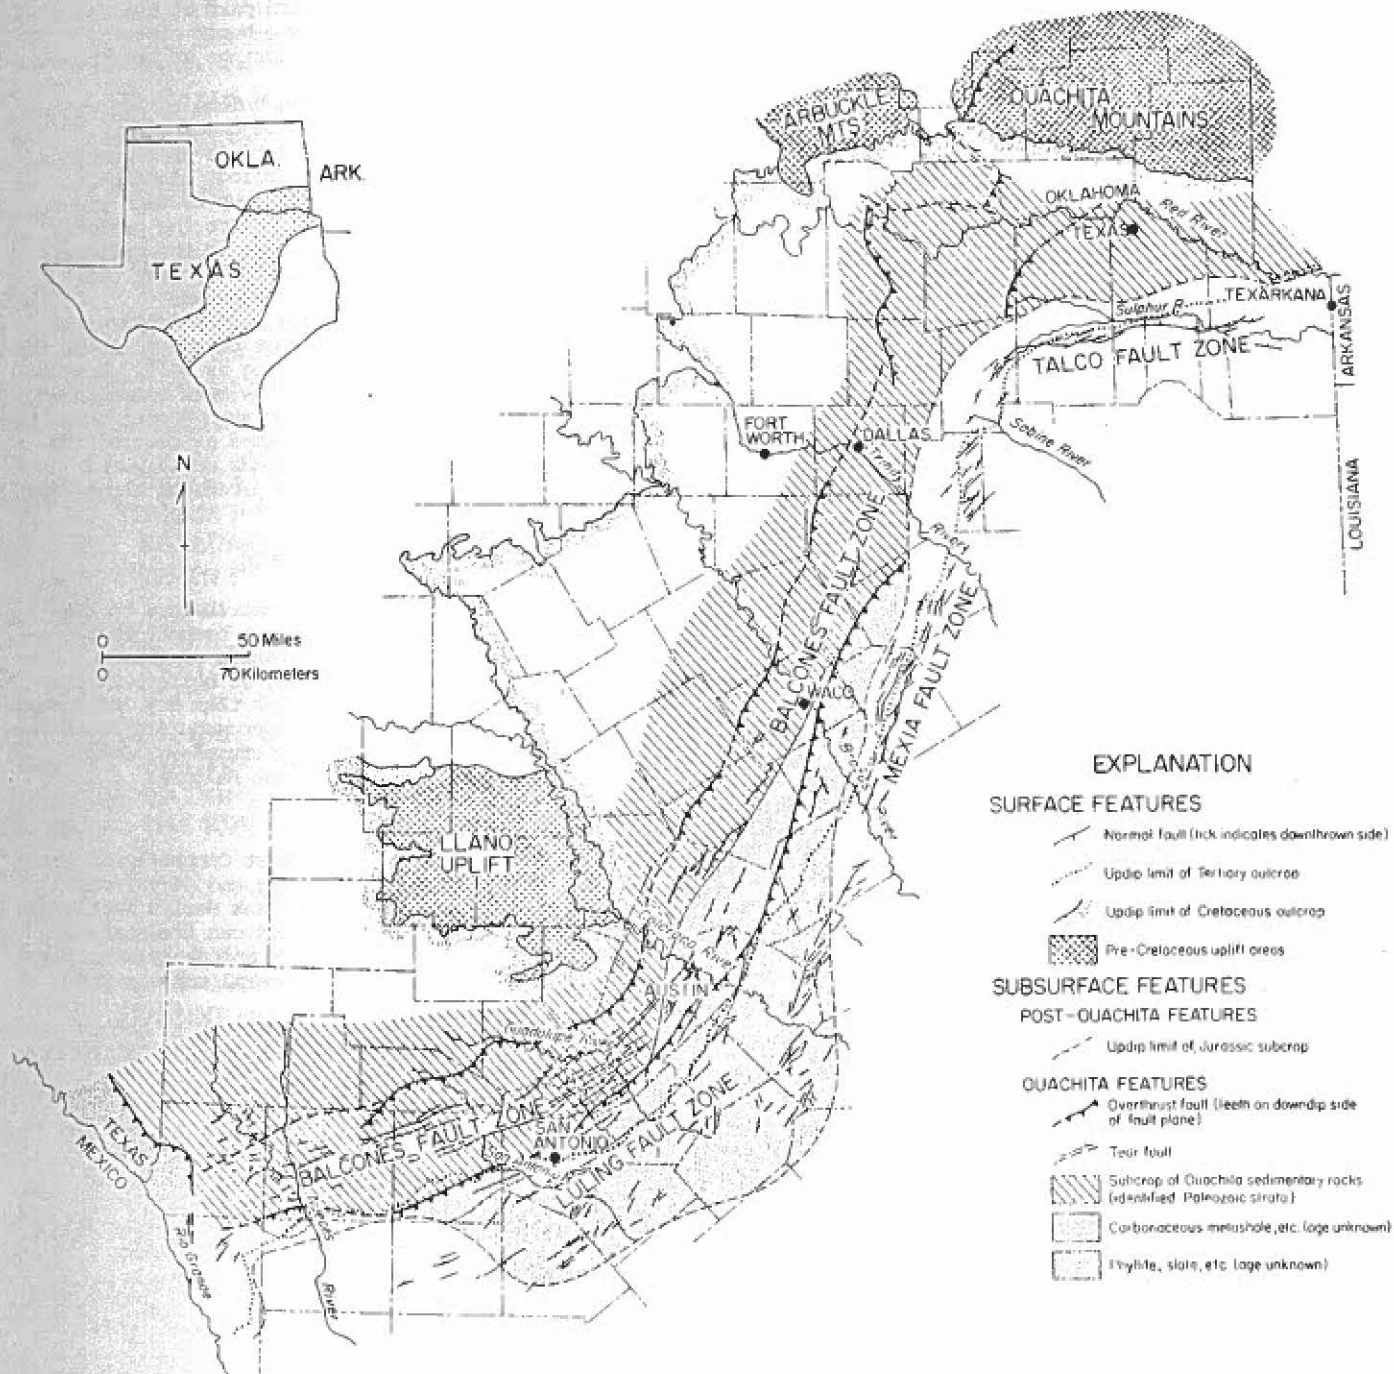 OKLA.
ARK.
TEXAS
N
0 50 Miles
0 70 Kilometers
ARBUCKLE
MTS.
OUACHITA
MOUNTAINS
OKLAHOMA
TEXAS
Red River
TEXARKANA
Sulphur R.
ARKANSAS
LOUISIANA
TALCO FAULT ZONE
Sabine River
FORT
WORTH
DALLAS
Trinity
River
BALCONES FAULT ZONE
MEXIA FAULT ZONE
WACO
River
LLANO
UPLIFT
Colorado River
AUSTIN
Guadalupe River
BALCONES FAULT ZONE
SAN
ANTONIO
San Antonio
LULING FAULT ZONE
TEXAS
MEXICO
Rio Grande
Nueces
River
EXPLANATION
SURFACE FEATURES
Normal fault (tick indicates downthrown side)
Updip limit of Tertiary outcrop
Updip limit of Cretaceous outcrop
Pre-Cretaceous uplift areas
SUBSURFACE FEATURES
POST-OUACHITA FEATURES
Updip limit of Jurassic subcrop
OUACHITA FEATURES
Overthrust fault (teeth on downdip side
of fault plane)
Tear fault
Subcrop of Ouachita sedimentary rocks
(identified Paleozoic strata)
Carbonaceous metashale, etc. (age unknown)
Phyllite, slate, etc. (age unknown)